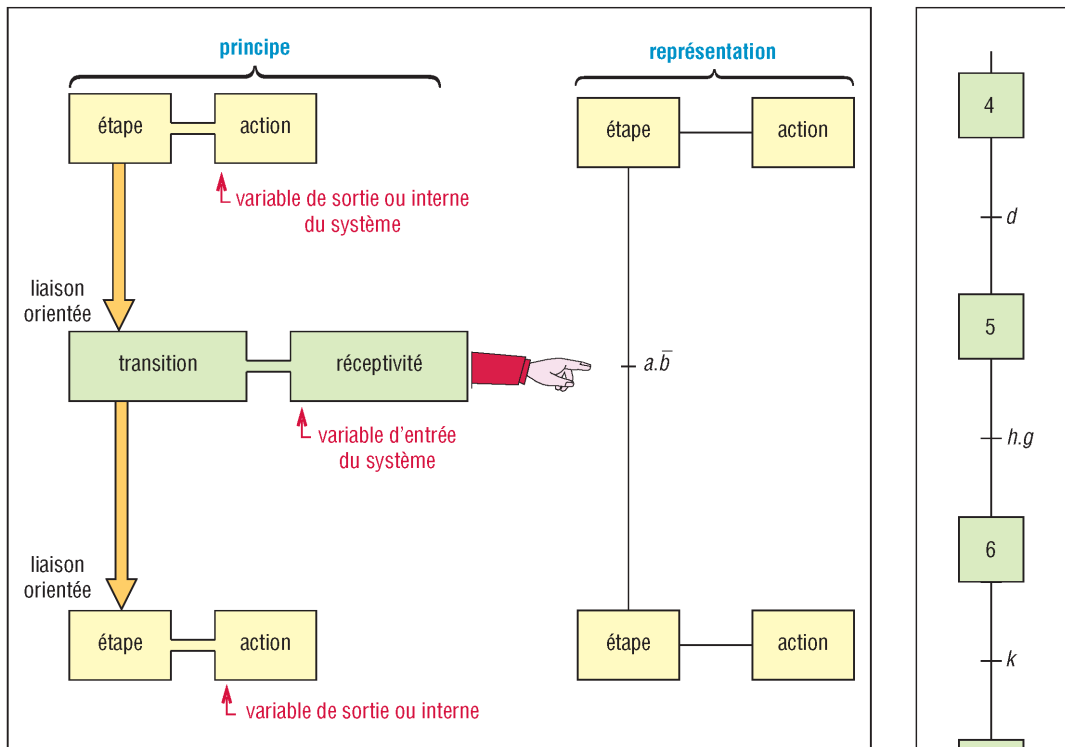 principe
étape
action
variable de sortie ou interne
du système
liaison
orientée
transition
réceptivité
variable d'entrée
du système
liaison
orientée
étape
action
variable de sortie ou interne
représentation
étape
action
a.b̅
étape
action
4
d
5
h.g
6
k